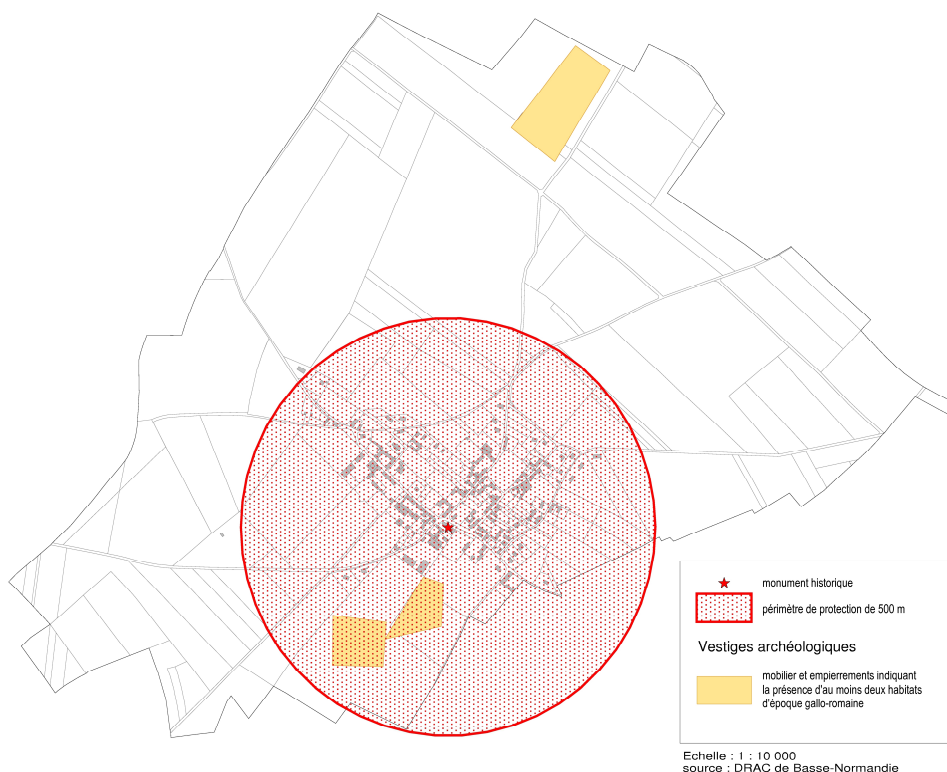 monument historique
périmètre de protection de 500 m
Vestiges archéologiques
mobilier et empierrements indiquant
la présence d'au moins deux habitats
d'époque gallo-romaine
Echelle : 1 : 10 000
source : DRAC de Basse-Normandie